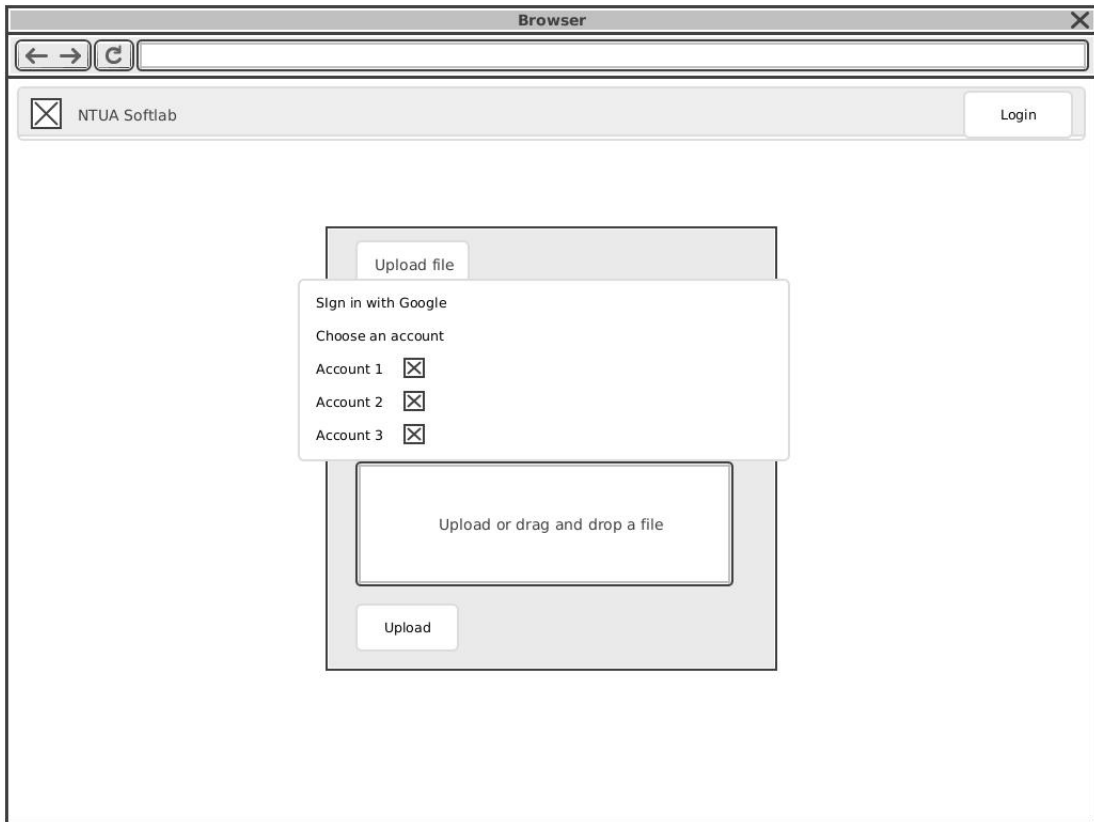 Browser
NTUA Softlab
Login
Upload file
SIgn in with Google
Choose an account
Account 1
Account 2
Account 3
Upload or drag and drop a file
Upload